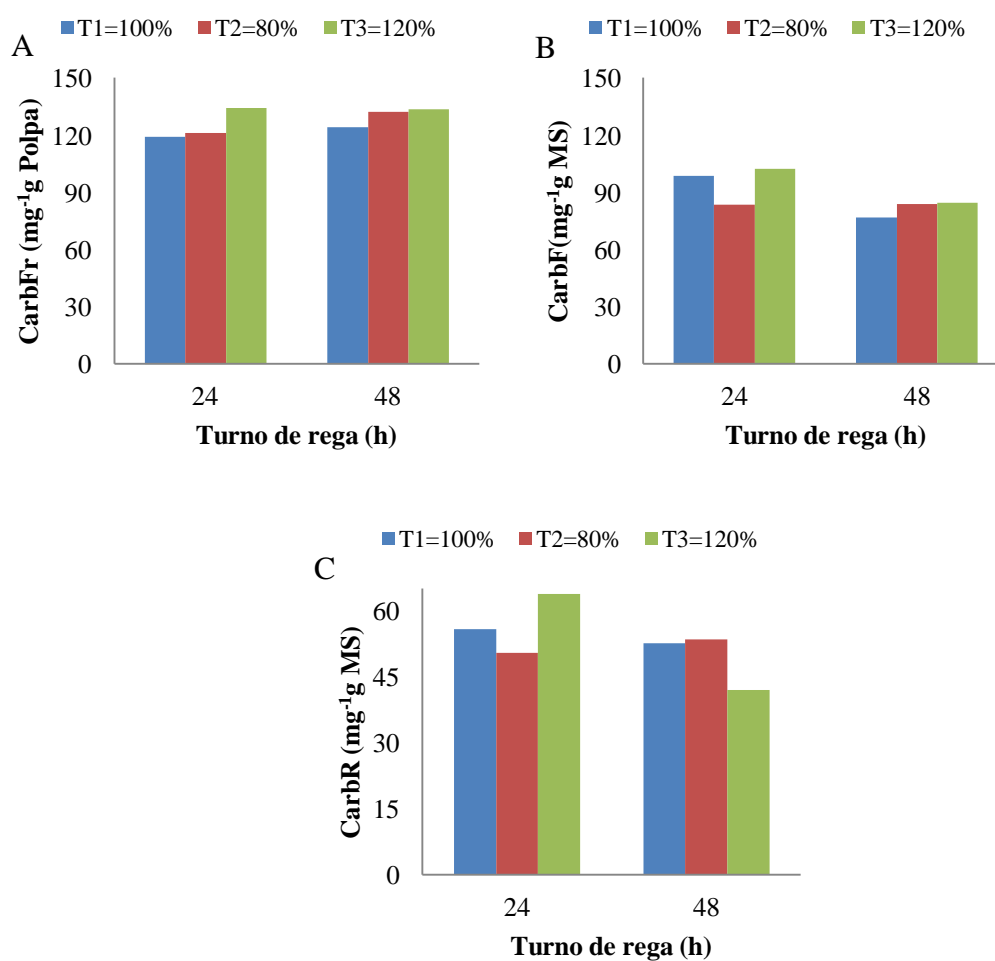 A
T1=100% T2=80% T3=120%
CarbFr (mg⁻¹g Polpa)
150
120
90
60
30
0
24 48
Turno de rega (h)
B
T1=100% T2=80% T3=120%
CarbF(mg⁻¹g MS)
150
120
90
60
30
0
24 48
Turno de rega (h)
C
T1=100% T2=80% T3=120%
CarbR (mg⁻¹g MS)
60
45
30
15
0
24 48
Turno de rega (h)